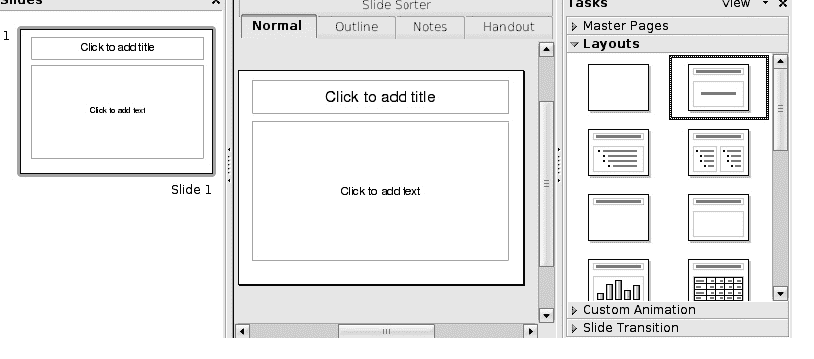 Slides
1
Click to add title
Click to add text
Slide 1
Slide Sorter
Normal
Outline
Notes
Handout
Click to add title
Click to add text
Tasks
View
Master Pages
Layouts
Custom Animation
Slide Transition